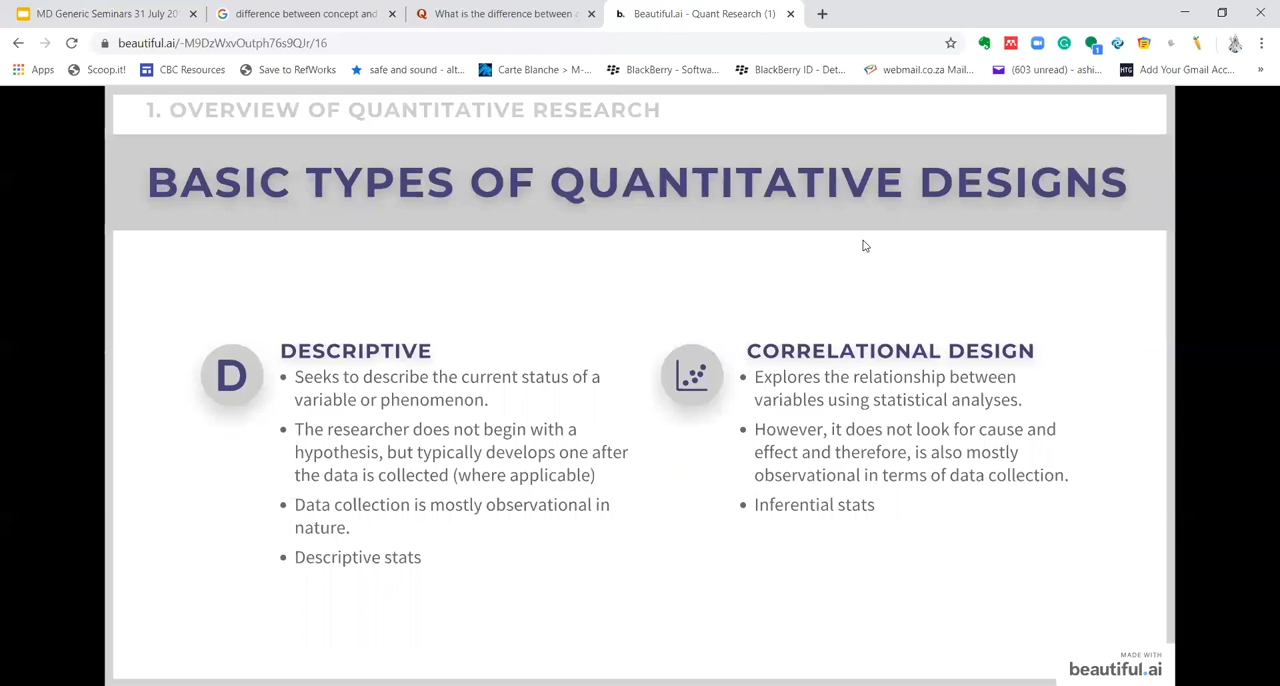 MD Generic Seminars 31 July 20
difference between concept and
What is the difference between
b. Beautiful.ai - Quant Research (1)
beautiful.ai/-M9DzWxvOutph76s9QJr/16
Apps
Scoop.it!
CBC Resources
Save to RefWorks
safe and sound - alt...
Carte Blanche > M-...
BlackBerry - Softwa...
BlackBerry ID - Det...
webmail.co.za Mail...
(603 unread) - ashi...
Add Your Gmail Acc...
1. OVERVIEW OF QUANTITATIVE RESEARCH
BASIC TYPES OF QUANTITATIVE DESIGNS
D
DESCRIPTIVE
• Seeks to describe the current status of a
variable or phenomenon.
• The researcher does not begin with a
hypothesis, but typically develops one after
the data is collected (where applicable)
• Data collection is mostly observational in
nature.
• Descriptive stats
CORRELATIONAL DESIGN
• Explores the relationship between
variables using statistical analyses.
• However, it does not look for cause and
effect and therefore, is also mostly
observational in terms of data collection.
• Inferential stats
MADE WITH
beautiful.ai